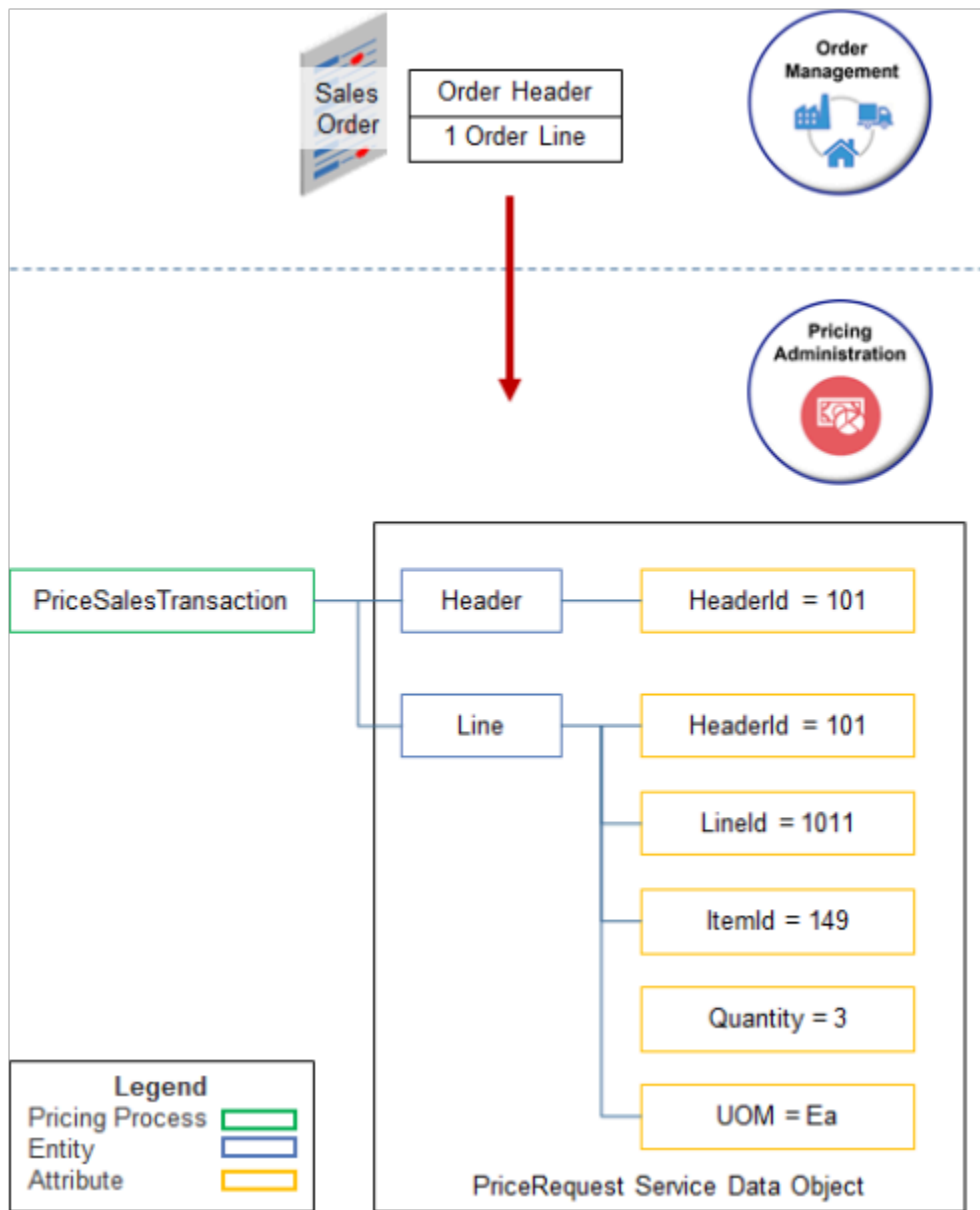 Sales
Order
Order Header
1 Order Line
Order
Management
Pricing
Administration
PriceSalesTransaction
Header
HeaderId = 101
Line
HeaderId = 101
LineId = 1011
ItemId = 149
Quantity = 3
UOM = Ea
PriceRequest Service Data Object
Legend
Pricing Process
Entity
Attribute